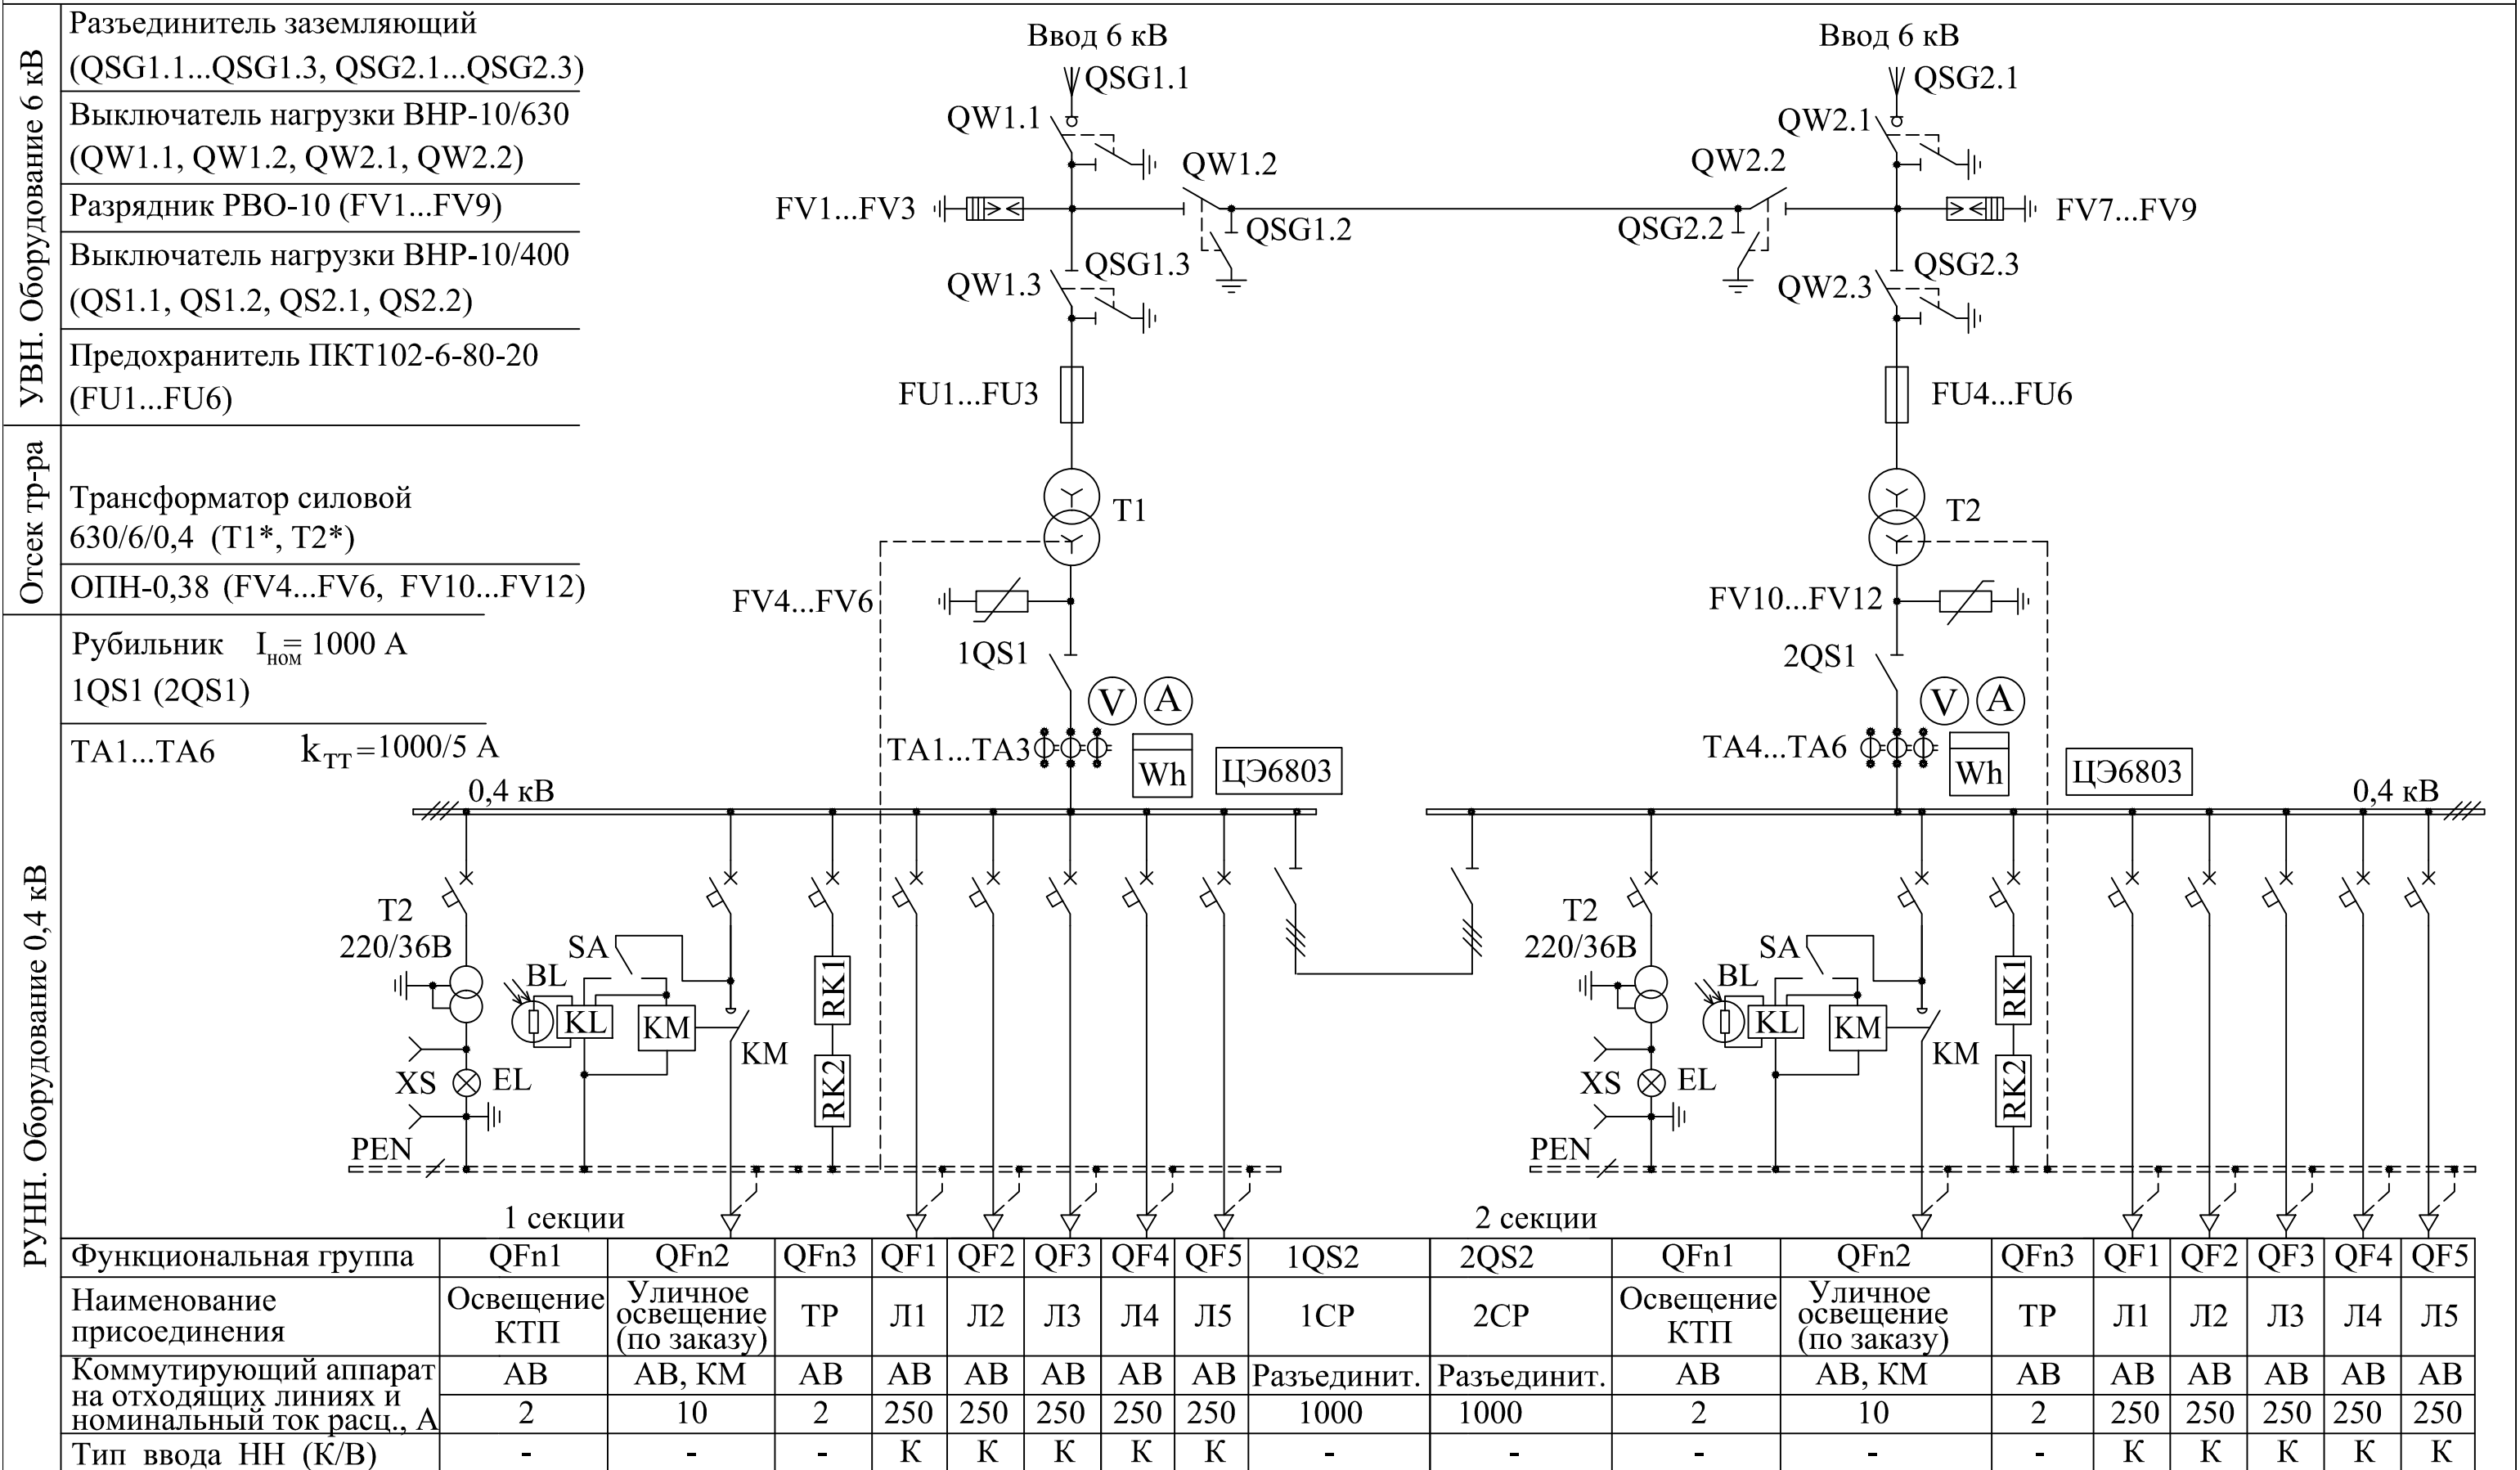 УВН. Оборудование 6 кВ
Разъединитель заземляющий
(QSG1.1...QSG1.3, QSG2.1...QSG2.3)
Выключатель нагрузки ВНР-10/630
(QW1.1, QW1.2, QW2.1, QW2.2)
Разрядник РВО-10 (FV1...FV9)
Выключатель нагрузки ВНР-10/400
(QS1.1, QS1.2, QS2.1, QS2.2)
Предохранитель ПКТ102-6-80-20
(FU1...FU6)
Отсек тр-ра
Трансформатор силовой
630/6/0,4 (Т1*, Т2*)
ОПН-0,38 (FV4...FV6, FV10...FV12)
РУНН. Оборудование 0,4 кВ
Рубильник Iном= 1000 А
1QS1 (2QS1)
ТА1...ТА6 kТТ=1000/5 А
Ввод 6 кВ
QSG1.1
QW1.1
QW1.2
FV1...FV3
QSG1.2
QSG1.3
QW1.3
FU1...FU3
Т1
FV4...FV6
1QS1
V A
ТА1...ТА3
Wh
ЦЭ6803
0,4 кВ
Ввод 6 кВ
QSG2.1
QW2.1
QW2.2
FV7...FV9
QSG2.2
QSG2.3
QW2.3
FU4...FU6
Т2
FV10...FV12
2QS1
V A
ТА4...ТА6
Wh
ЦЭ6803
0,4 кВ
Т2
220/36В
SA
BL
KL
KM
KM
RK1
RK2
XS
EL
PEN
1 секции
Т2
220/36В
SA
BL
KL
KM
KM
RK1
RK2
XS
EL
PEN
2 секции
Функциональная группа QFn1 QFn2 QFn3 QF1 QF2 QF3 QF4 QF5 1QS2 2QS2 QFn1 QFn2 QFn3 QF1 QF2 QF3 QF4 QF5
Наименование
присоединения
Освещение
КТП
Уличное
освещение
(по заказу)
ТР Л1 Л2 Л3 Л4 Л5 1СР 2СР
Освещение
КТП
Уличное
освещение
(по заказу)
ТР Л1 Л2 Л3 Л4 Л5
Коммутирующий аппарат
на отходящих линиях и
номинальный ток расц., А
АВ АВ, КМ АВ АВ АВ АВ АВ АВ Разъединит. Разъединит. АВ АВ, КМ АВ АВ АВ АВ АВ АВ
2 10 2 250 250 250 250 250 1000 1000 2 10 2 250 250 250 250 250
Тип ввода НН (К/В) - - - К К К К К - - - - - К К К К К